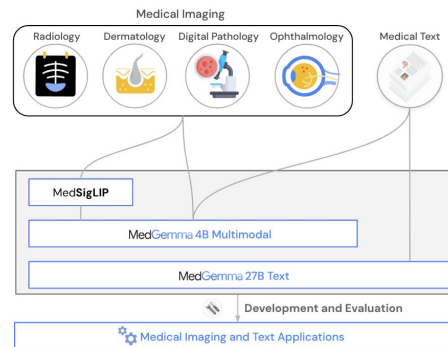 Medical Imaging
Radiology Dermatology Digital Pathology Ophthalmology Medical Text
MedSigLIP
MedGemma 4B Multimodal
MedGemma 27B Text
Development and Evaluation
Medical Imaging and Text Applications